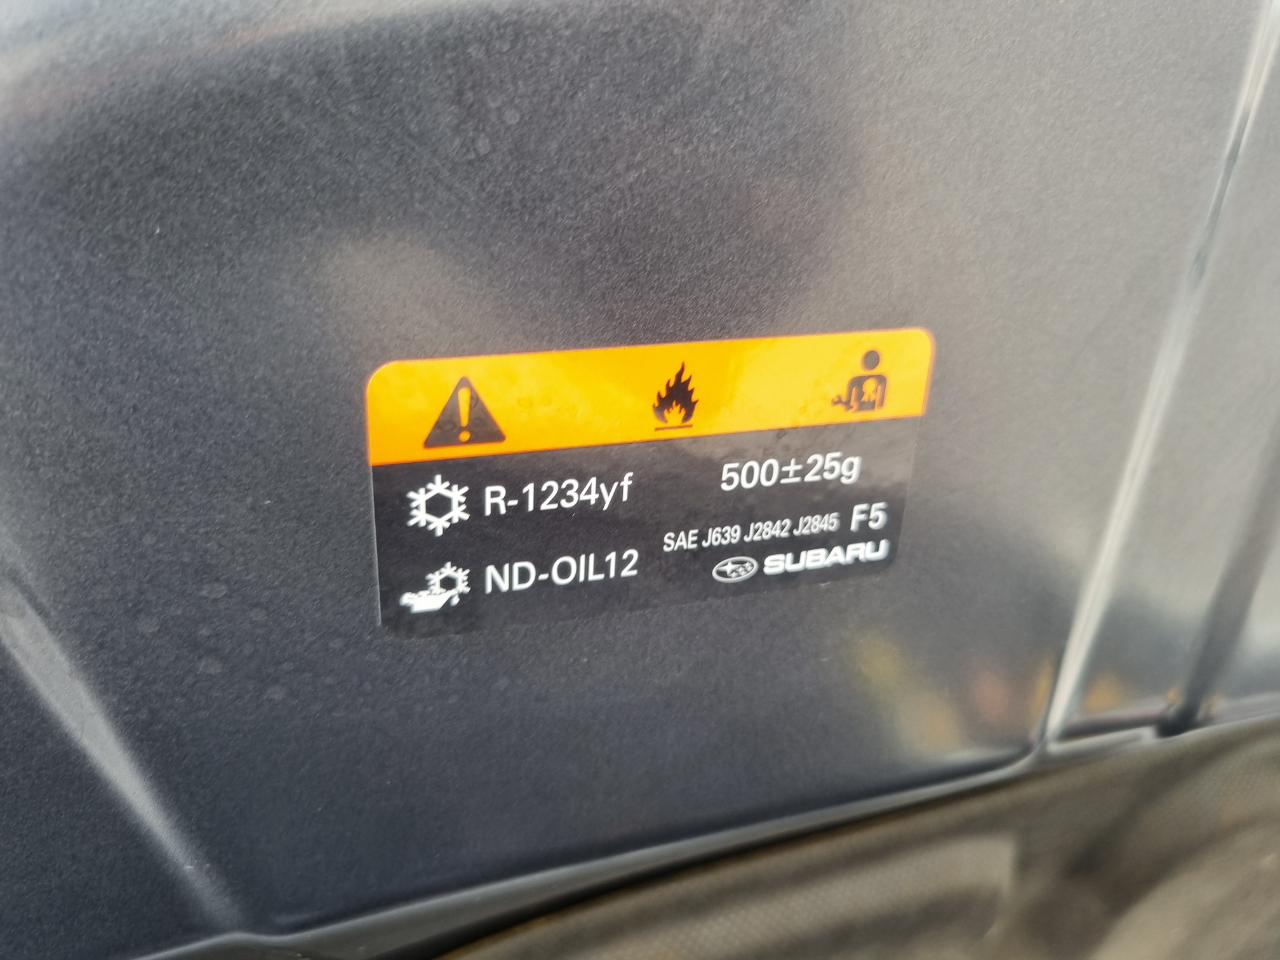 R-1234yf
500±25g
SAE J639 J2842 J2845 F5
ND-OIL12
SUBARU